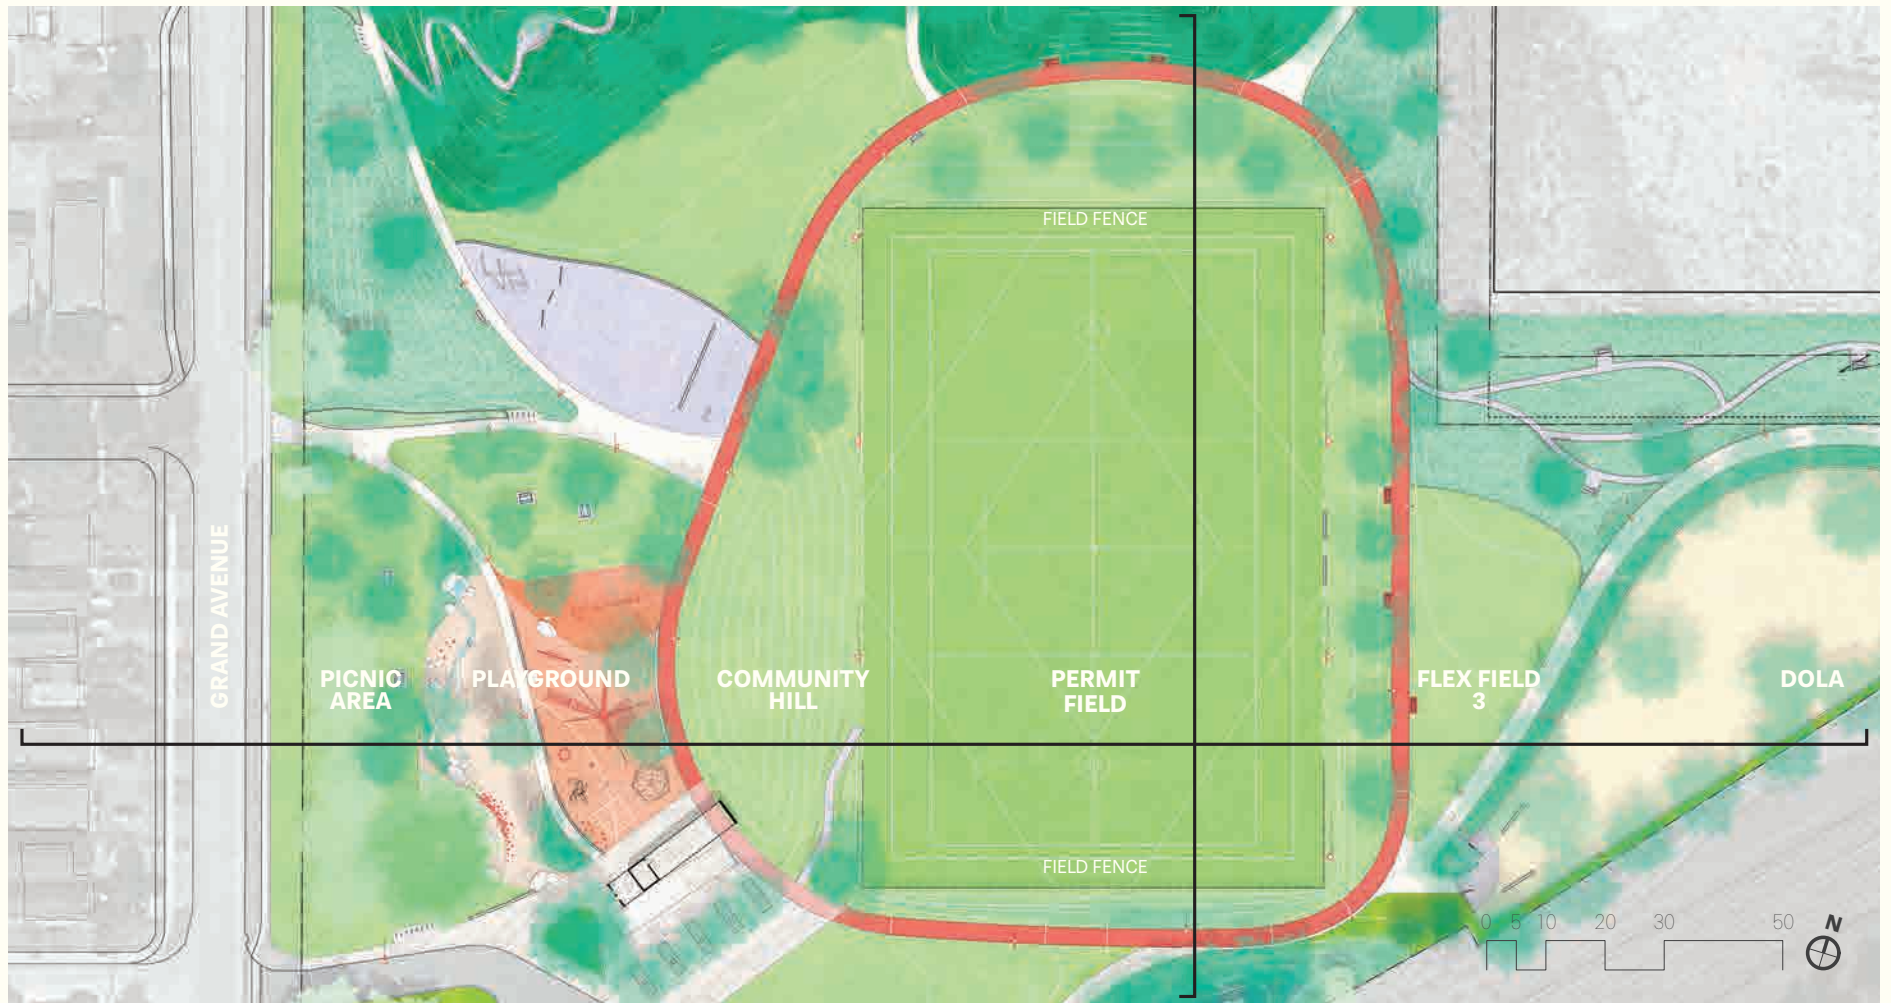 FIELD FENCE
GRAND AVENUE
PICNIC
AREA
PLAYGROUND
COMMUNITY
HILL
PERMIT
FIELD
FLEX FIELD
3
DOLA
FIELD FENCE
0 5 10 20 30 50
N